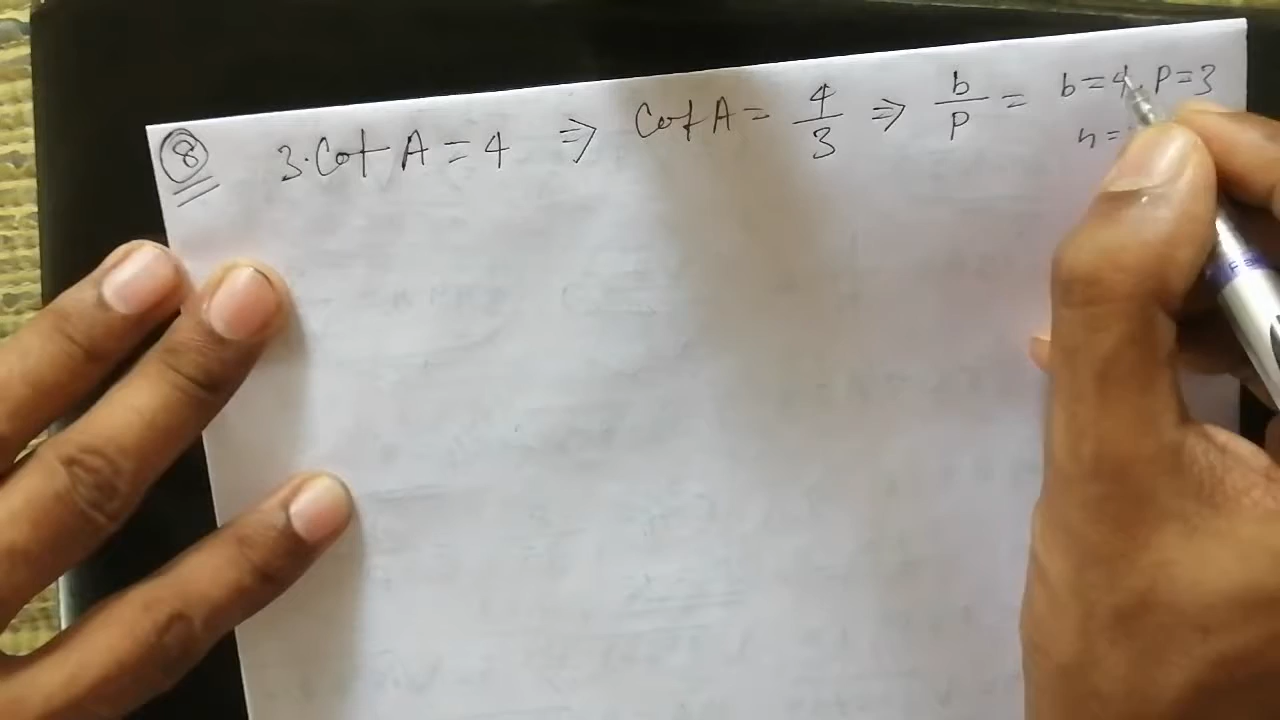 ⑧ 3·Cot A = 4 ⇒ Cot A = 4/3 ⇒ b/P = b=4, P=3
h=